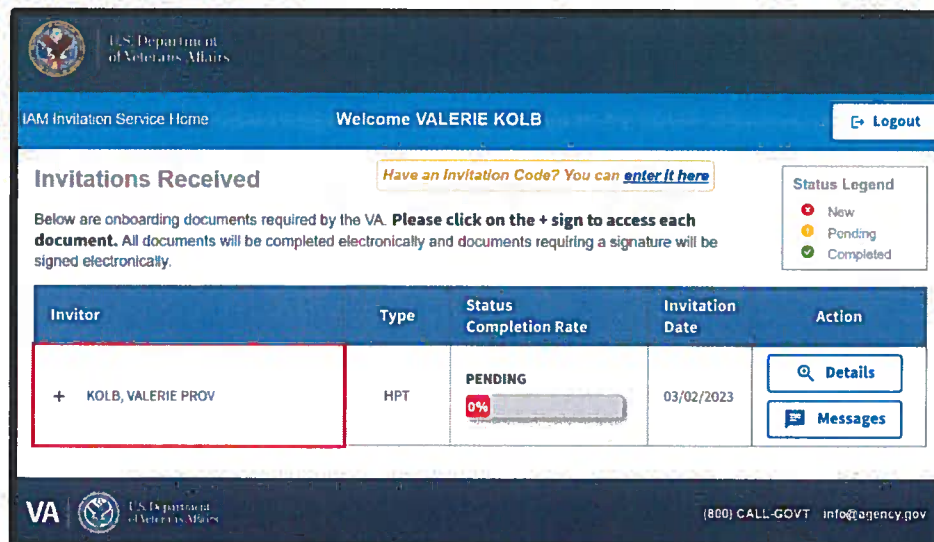 U.S. Department
of Veterans Affairs
IAM Invitation Service Home
Welcome VALERIE KOLB
Logout
Invitations Received
Have an Invitation Code? You can enter it here
Below are onboarding documents required by the VA. Please click on the + sign to access each
document. All documents will be completed electronically and documents requiring a signature will be
signed electronically.
Status Legend
New
Pending
Completed
Invitor
Type
Status
Completion Rate
Invitation
Date
Action
+ KOLB, VALERIE PROV
HPT
PENDING
0%
03/02/2023
Details
Messages
VA
U.S. Department
of Veterans Affairs
(800) CALL-GOVT info@agency.gov